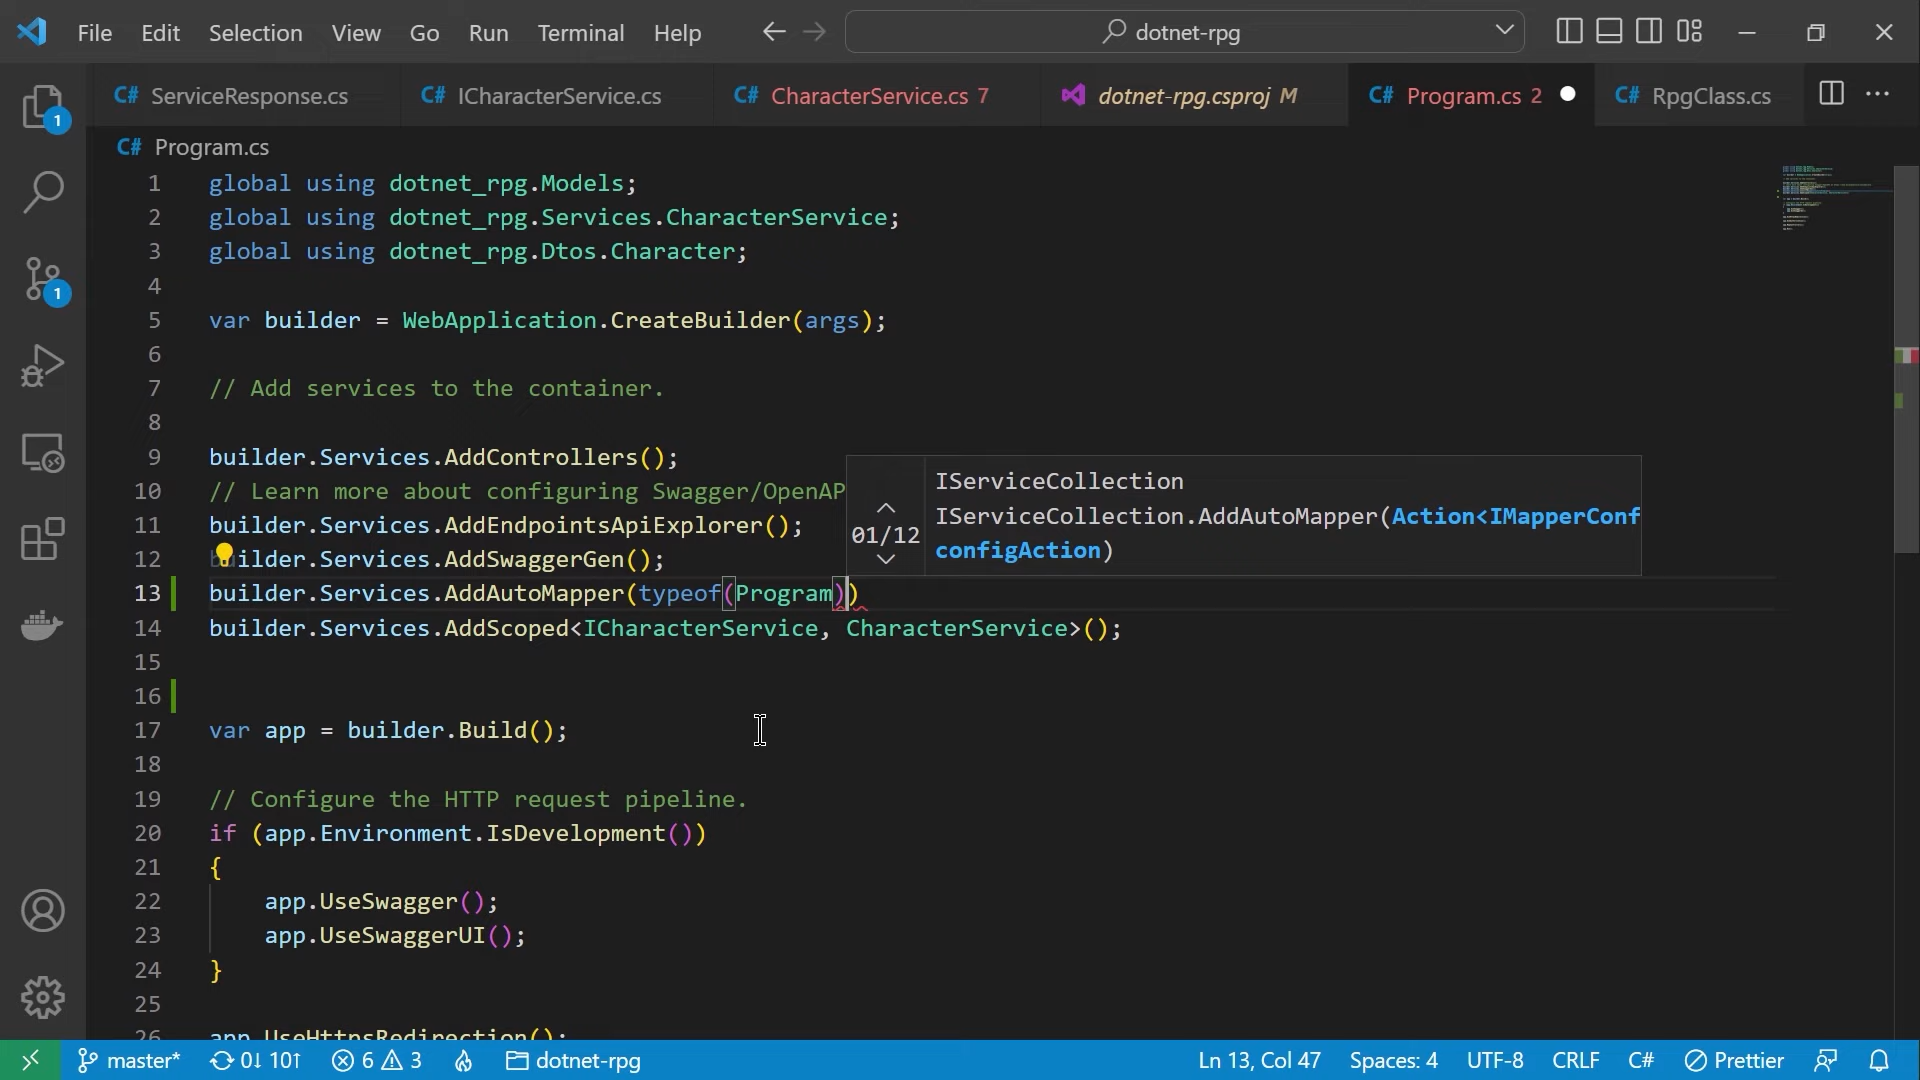 File Edit Selection View Go Run Terminal Help dotnet-rpg
C# ServiceResponse.cs C# ICharacterService.cs C# CharacterService.cs 7 dotnet-rpg.csproj M C# Program.cs 2 C# RpgClass.cs
C# Program.cs
1 global using dotnet_rpg.Models;
2 global using dotnet_rpg.Services.CharacterService;
3 global using dotnet_rpg.Dtos.Character;
4
5 var builder = WebApplication.CreateBuilder(args);
6
7 // Add services to the container.
8
9 builder.Services.AddControllers();
10 // Learn more about configuring Swagger/OpenAP
11 builder.Services.AddEndpointsApiExplorer();
12 builder.Services.AddSwaggerGen();
13 builder.Services.AddAutoMapper(typeof(Program))
14 builder.Services.AddScoped<ICharacterService, CharacterService>();
15
16
17 var app = builder.Build();
18
19 // Configure the HTTP request pipeline.
20 if (app.Environment.IsDevelopment())
21 {
22 app.UseSwagger();
23 app.UseSwaggerUI();
24 }
25
26 app.UseHttpsRedirection();
01/12
IServiceCollection
IServiceCollection.AddAutoMapper(Action<IMapperConf
configAction)
1
1
master* 0↓ 10↑ 6 3 dotnet-rpg Ln 13, Col 47 Spaces: 4 UTF-8 CRLF C# Prettier